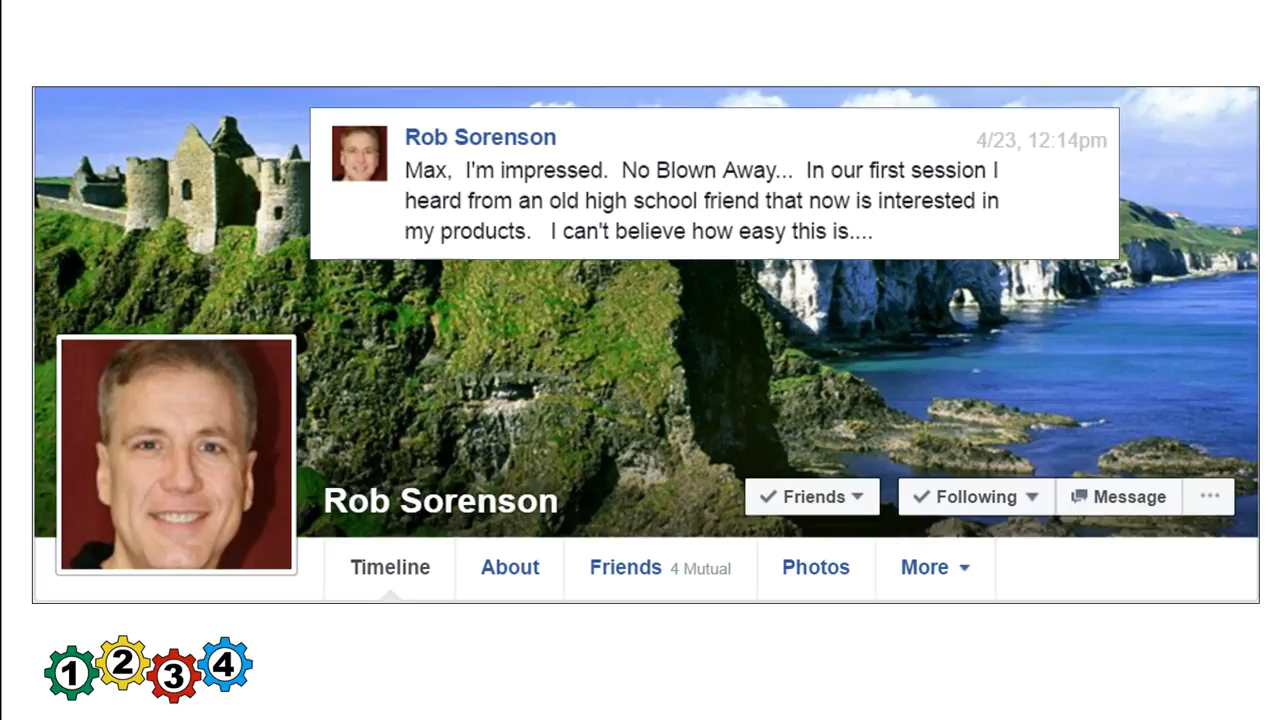 Rob Sorenson
4/23, 12:14pm
Max, I'm impressed. No Blown Away... In our first session I
heard from an old high school friend that now is interested in
my products. I can't believe how easy this is....
Rob Sorenson
Friends
Following
Message
Timeline
About
Friends 4 Mutual
Photos
More
1 2 3 4